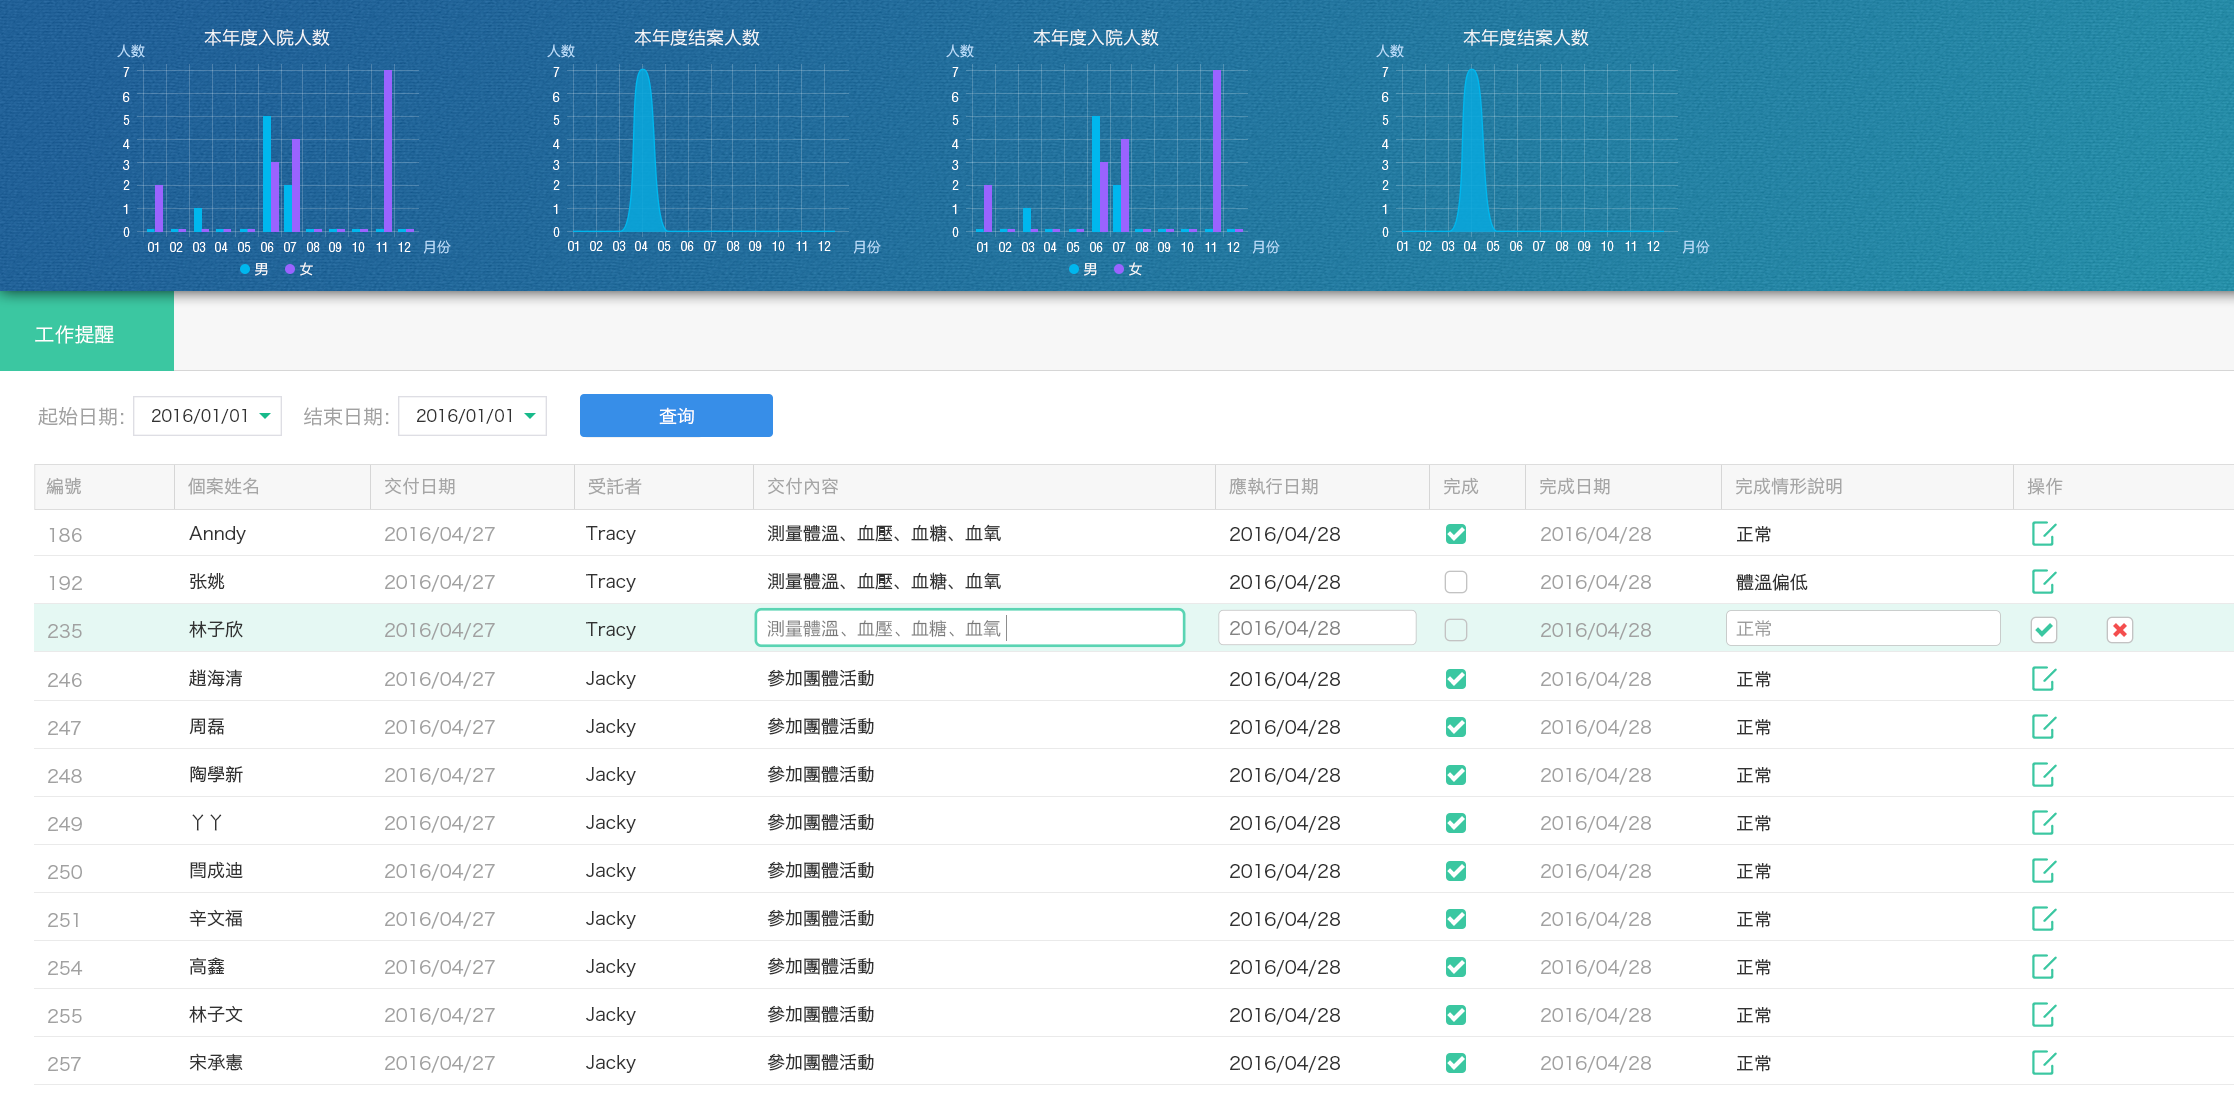 本年度入院人数
人数
7
6
5
4
3
2
1
0
01 02 03 04 05 06 07 08 09 10 11 12 月份
男 女
本年度结案人数
人数
7
6
5
4
3
2
1
0
01 02 03 04 05 06 07 08 09 10 11 12 月份
本年度入院人数
人数
7
6
5
4
3
2
1
0
01 02 03 04 05 06 07 08 09 10 11 12 月份
男 女
本年度结案人数
人数
7
6
5
4
3
2
1
0
01 02 03 04 05 06 07 08 09 10 11 12 月份
工作提醒
起始日期: 2016/01/01 结束日期: 2016/01/01 查询
編號 個案姓名 交付日期 受託者 交付內容 應執行日期 完成 完成日期 完成情形說明 操作
186 Anndy 2016/04/27 Tracy 測量體溫、血壓、血糖、血氧 2016/04/28 2016/04/28 正常
192 张姚 2016/04/27 Tracy 測量體溫、血壓、血糖、血氧 2016/04/28 2016/04/28 體溫偏低
235 林子欣 2016/04/27 Tracy 測量體溫、血壓、血糖、血氧 2016/04/28 2016/04/28 正常
246 趙海清 2016/04/27 Jacky 參加團體活動 2016/04/28 2016/04/28 正常
247 周磊 2016/04/27 Jacky 參加團體活動 2016/04/28 2016/04/28 正常
248 陶學新 2016/04/27 Jacky 參加團體活動 2016/04/28 2016/04/28 正常
249 丫丫 2016/04/27 Jacky 參加團體活動 2016/04/28 2016/04/28 正常
250 閆成迪 2016/04/27 Jacky 參加團體活動 2016/04/28 2016/04/28 正常
251 辛文福 2016/04/27 Jacky 參加團體活動 2016/04/28 2016/04/28 正常
254 高鑫 2016/04/27 Jacky 參加團體活動 2016/04/28 2016/04/28 正常
255 林子文 2016/04/27 Jacky 參加團體活動 2016/04/28 2016/04/28 正常
257 宋承憲 2016/04/27 Jacky 參加團體活動 2016/04/28 2016/04/28 正常